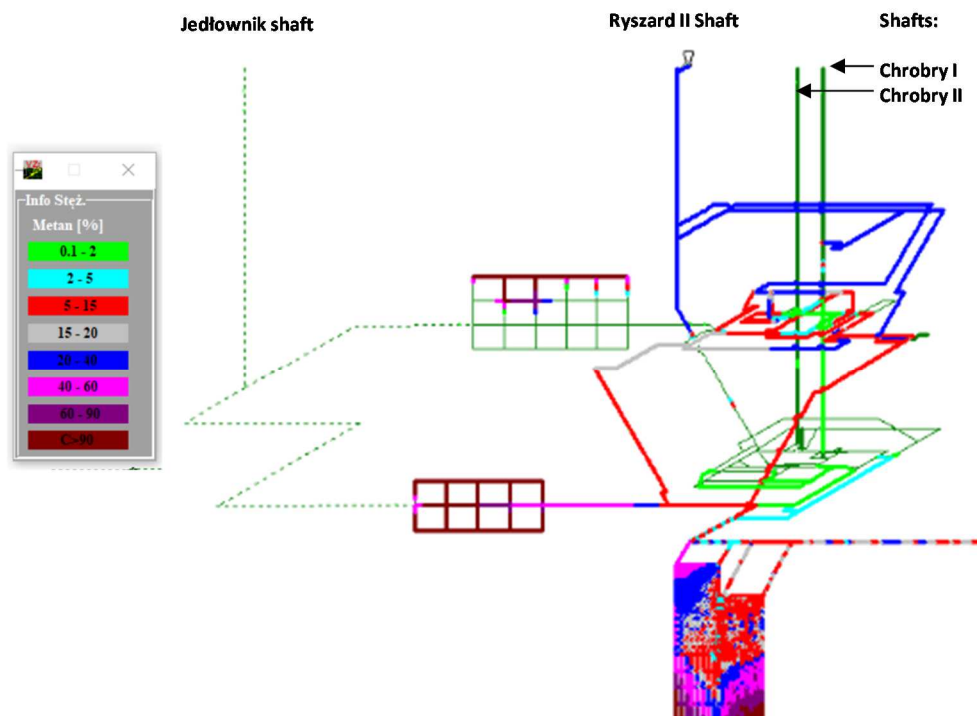 Jedłownik shaft
Ryszard II Shaft
Shafts:
Chrobry I
Chrobry II
Info Stęż.
Metan [%]
0.1 - 2
2 - 5
5 - 15
15 - 20
20 - 40
40 - 60
60 - 90
C>90